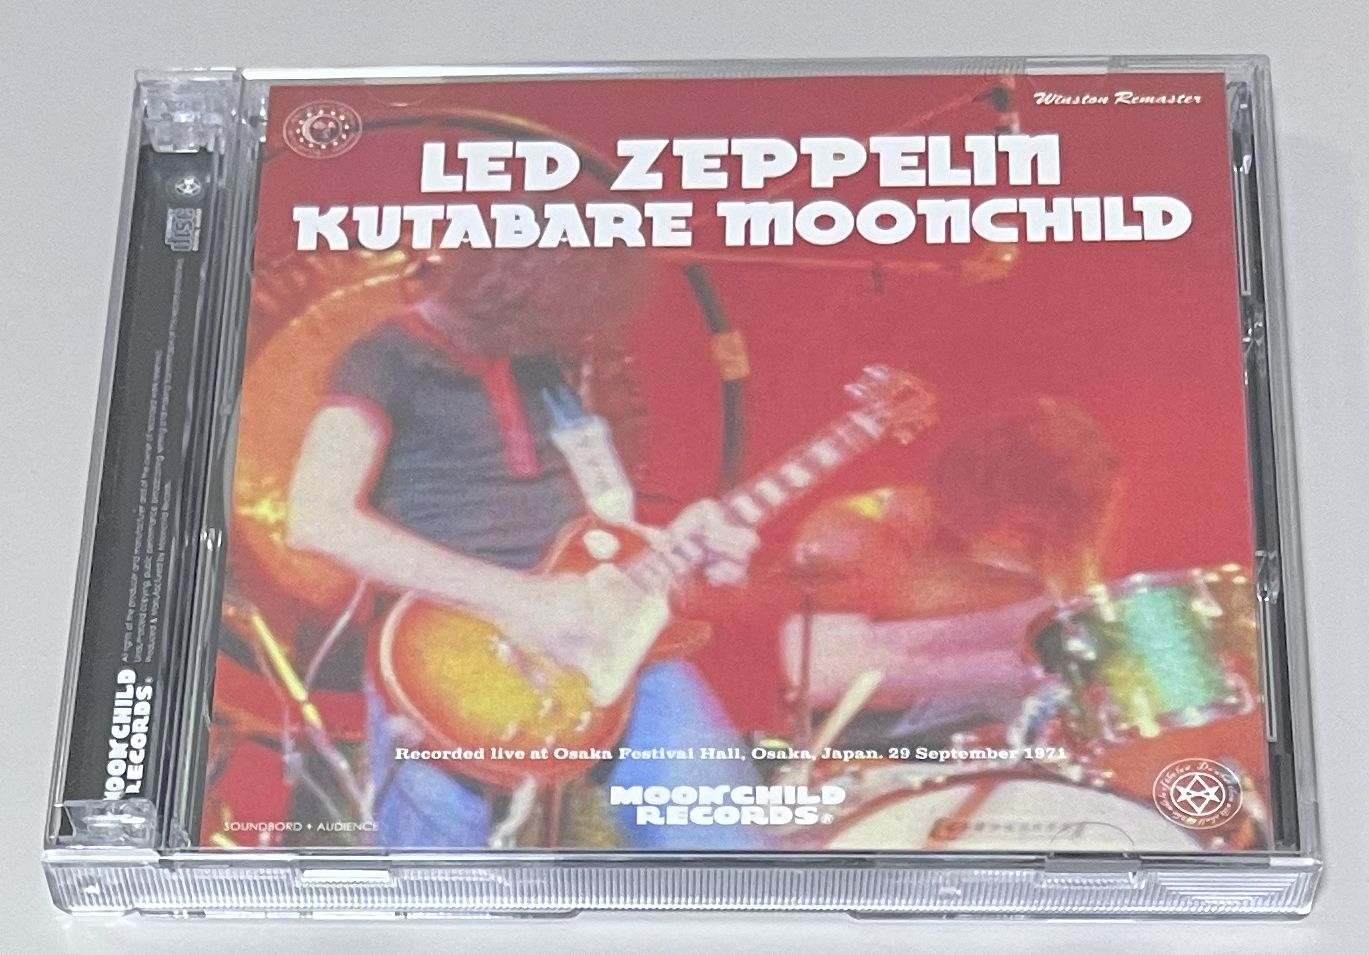 Winston Remaster
LED ZEPPELIN
KUTABARE MOONCHILD
Recorded live at Osaka Festival Hall, Osaka, Japan. 29 September 1971
MOONCHILD
RECORDS®
SOUNDBORD + AUDIENCE
disc
MOONCHILD
RECORDS®